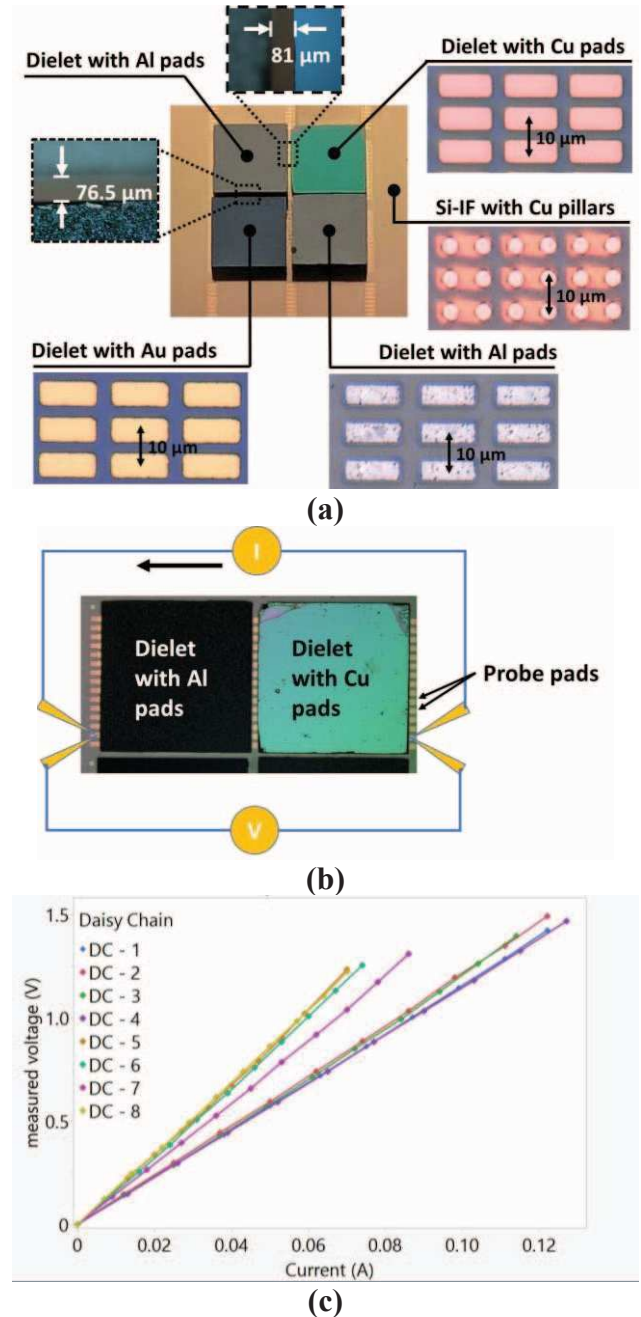 81
μm
Dielet with Al pads
Dielet with Cu pads
10 μm
76.5 μm
Si-IF with Cu pillars
10 μm
Dielet with Au pads
Dielet with Al pads
10 μm
10 μm
(a)
I
Dielet
with Al
pads
Dielet
with Cu
pads
Probe pads
V
(b)
measured voltage (V)
1.5
1.0
0.5
0
Daisy Chain
DC - 1
DC - 2
DC - 3
DC - 4
DC - 5
DC - 6
DC - 7
DC - 8
0
0.02
0.04
0.06
0.08
0.10
0.12
Current (A)
(c)